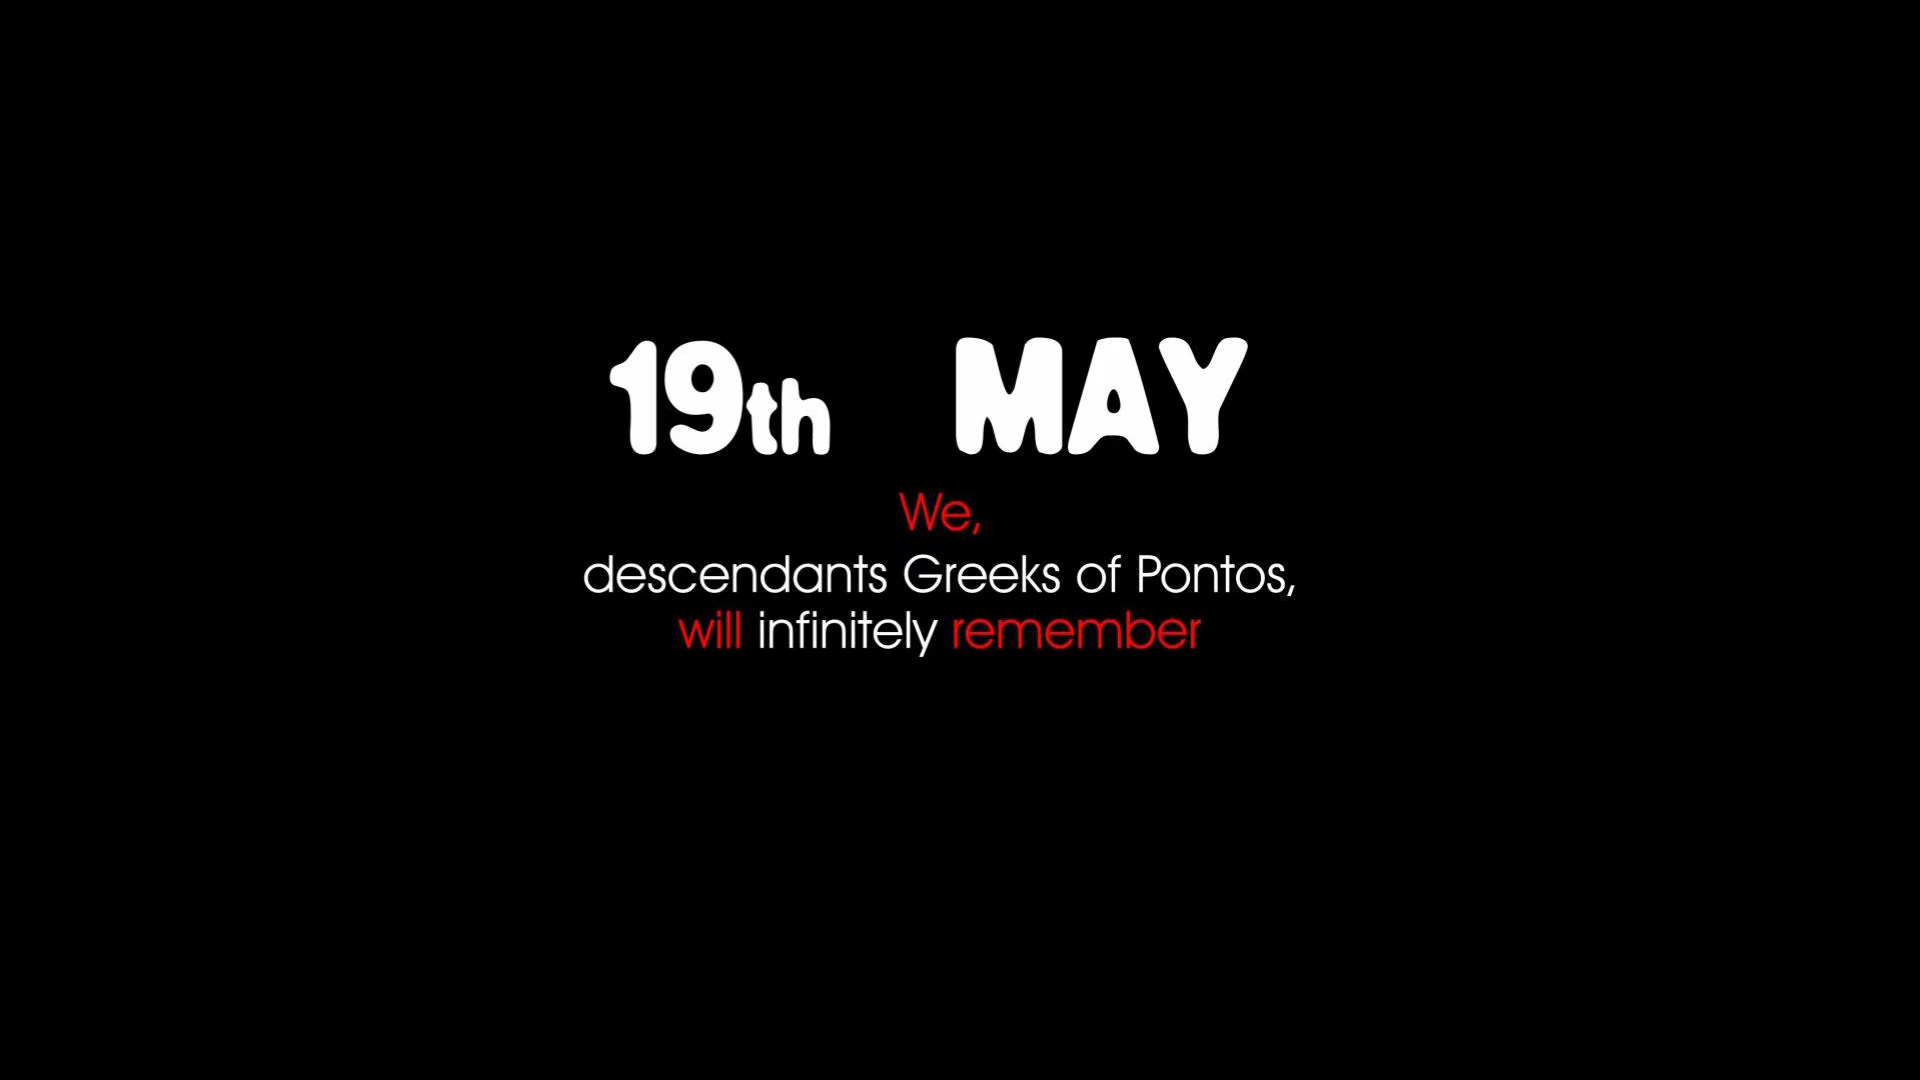 19th MAY
We,
descendants Greeks of Pontos,
will infinitely remember